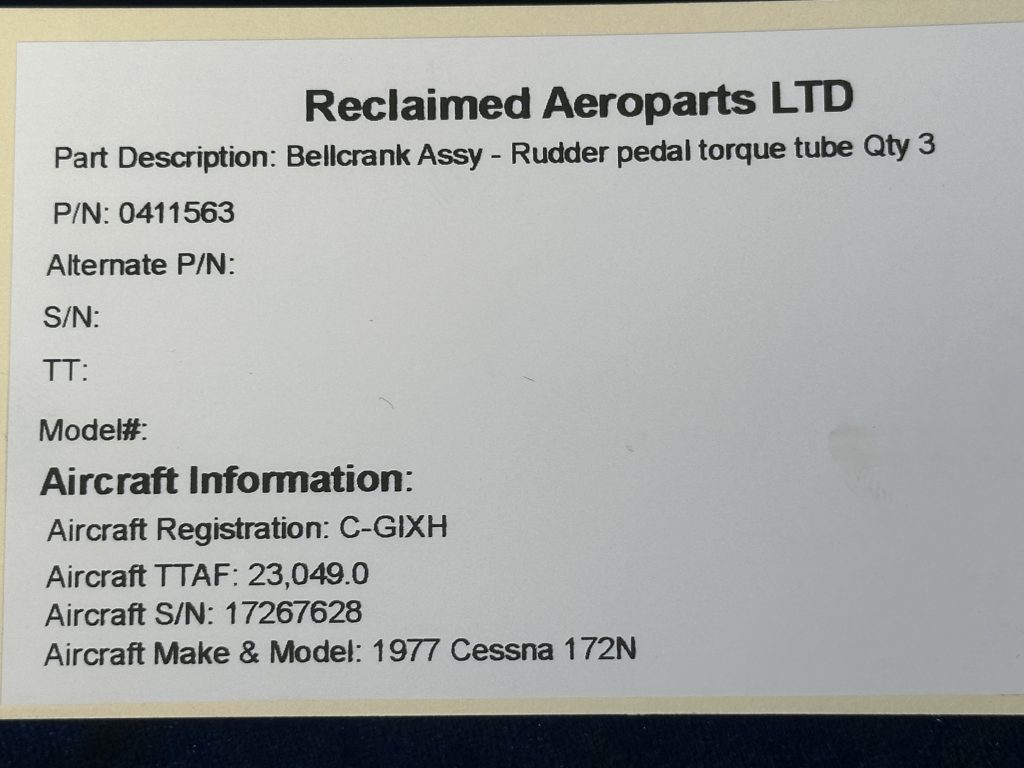 Reclaimed Aeroparts LTD
Part Description: Bellcrank Assy - Rudder pedal torque tube Qty 3
P/N: 0411563
Alternate P/N:
S/N:
TT:
Model#:
Aircraft Information:
Aircraft Registration: C-GIXH
Aircraft TTAF: 23,049.0
Aircraft S/N: 17267628
Aircraft Make & Model: 1977 Cessna 172N